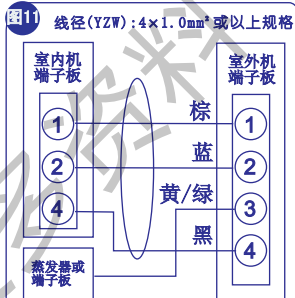 图11 线径(YZW):4×1.0mm²或以上规格
室内机
端子板
室外机
端子板
1 棕 1
2 蓝 2
黄/绿 3
4 黑 4
蒸发器或
端子板